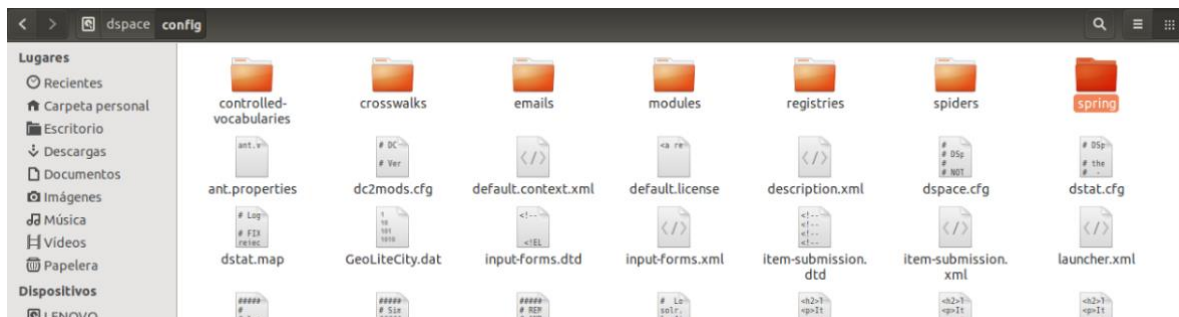 dspace config
Lugares
Recientes
Carpeta personal
Escritorio
Descargas
Documentos
Imágenes
Música
Vídeos
Papelera
Dispositivos
LENOVO
controlled-
vocabularies
crosswalks
emails
modules
registries
spiders
spring
ant.properties
dc2mods.cfg
default.context.xml
default.license
description.xml
dspace.cfg
dstat.cfg
dstat.map
GeoLiteCity.dat
input-forms.dtd
input-forms.xml
item-submission.
dtd
item-submission.
xml
launcher.xml